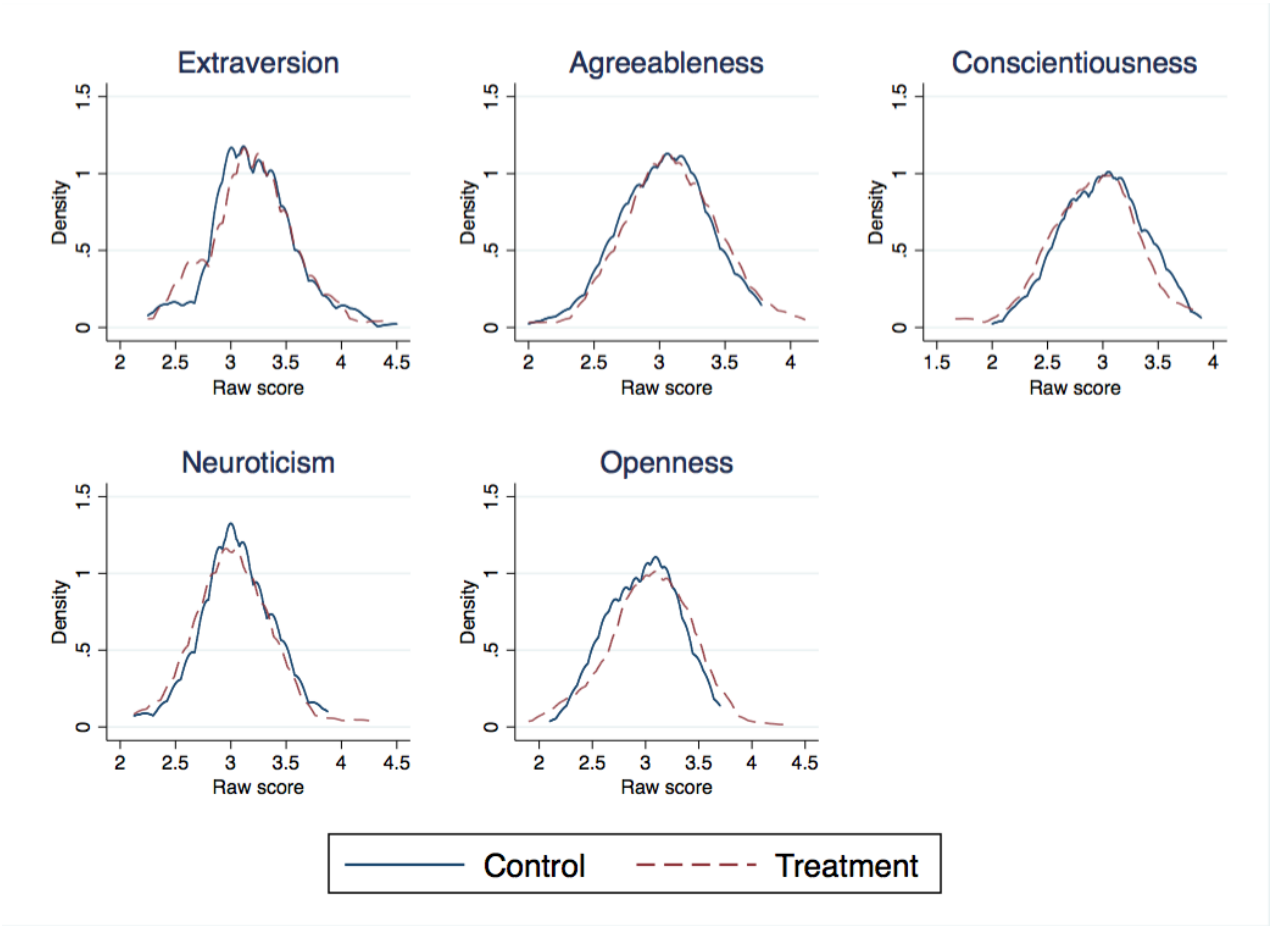 Extraversion
Density
0
.5
1
1.5
2 2.5 3 3.5 4 4.5
Raw score
Agreeableness
Density
0
.5
1
1.5
2 2.5 3 3.5 4
Raw score
Conscientiousness
Density
0
.5
1
1.5
1.5 2 2.5 3 3.5 4
Raw score
Neuroticism
Density
0
.5
1
1.5
2 2.5 3 3.5 4 4.5
Raw score
Openness
Density
0
.5
1
1.5
2 2.5 3 3.5 4 4.5
Raw score
Control Treatment